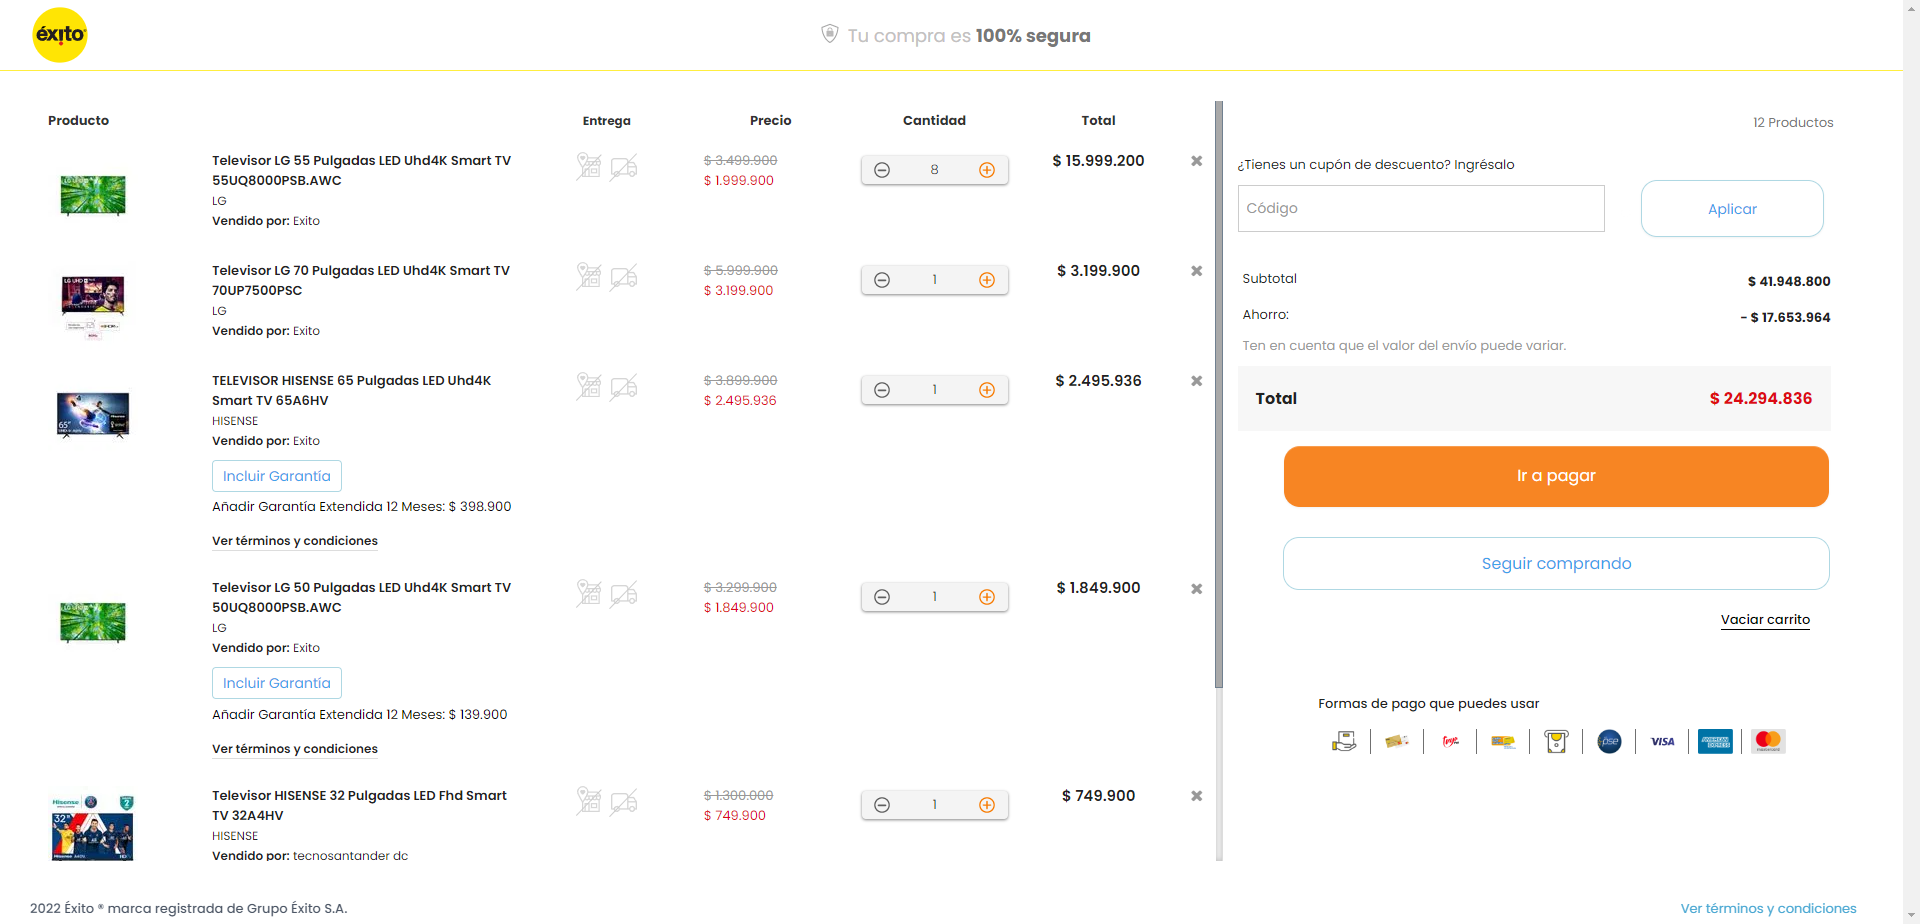 éxito
Tu compra es 100% segura
Producto
Entrega
Precio
Cantidad
Total
12 Productos
Televisor LG 55 Pulgadas LED Uhd4K Smart TV
55UQ8000PSB.AWC
LG
Vendido por: Exito
$ 3.499.900
$ 1.999.900
8
$ 15.999.200
Televisor LG 70 Pulgadas LED Uhd4K Smart TV
70UP7500PSC
LG
Vendido por: Exito
$ 5.999.900
$ 3.199.900
1
$ 3.199.900
TELEVISOR HISENSE 65 Pulgadas LED Uhd4K
Smart TV 65A6HV
HISENSE
Vendido por: Exito
$ 3.899.900
$ 2.495.936
1
$ 2.495.936
65"
Incluir Garantía
Añadir Garantía Extendida 12 Meses: $ 398.900
Ver términos y condiciones
Televisor LG 50 Pulgadas LED Uhd4K Smart TV
50UQ8000PSB.AWC
LG
Vendido por: Exito
$ 3.299.900
$ 1.849.900
1
$ 1.849.900
Incluir Garantía
Añadir Garantía Extendida 12 Meses: $ 139.900
Ver términos y condiciones
Televisor HISENSE 32 Pulgadas LED Fhd Smart
TV 32A4HV
HISENSE
Vendido por: tecnosantander dc
$ 1.300.000
$ 749.900
1
$ 749.900
Hisense
32"
¿Tienes un cupón de descuento? Ingrésalo
Código
Aplicar
Subtotal
$ 41.948.800
Ahorro:
- $ 17.653.964
Ten en cuenta que el valor del envío puede variar.
Total
$ 24.294.836
Ir a pagar
Seguir comprando
Vaciar carrito
Formas de pago que puedes usar
pse
VISA
AMERICAN EXPRESS
2022 Éxito ® marca registrada de Grupo Éxito S.A.
Ver términos y condiciones